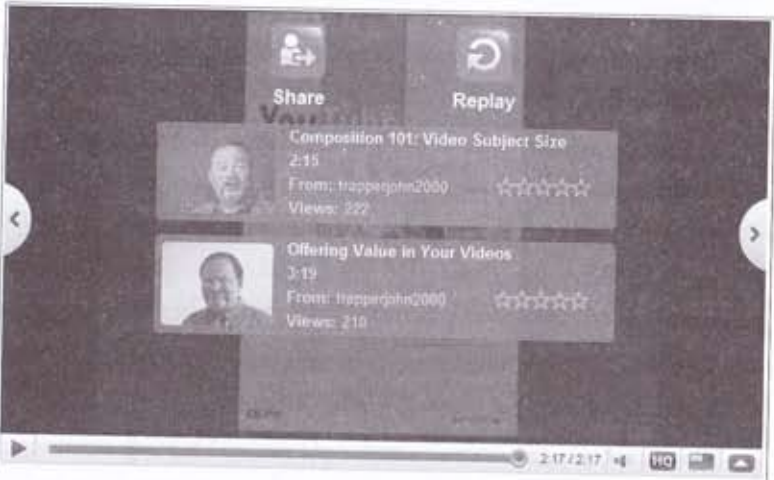 Share
Replay
You
Composition 101: Video Subject Size
2:15
From: trapperjohn2000
Views: 222
Offering Value in Your Videos
3:19
From: trapperjohn2000
Views: 210
2:17 / 2:17
HQ